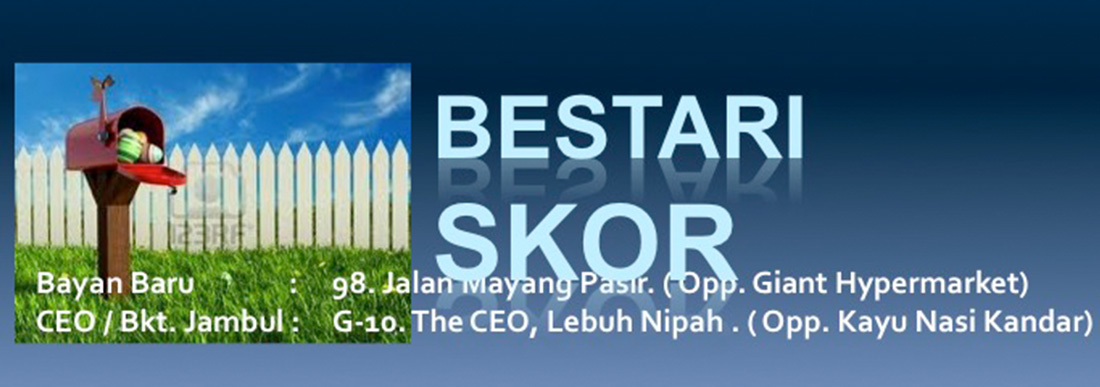 BESTARI
SKOR
123RF
Bayan Baru : 98. Jalan Mayang Pasir. ( Opp. Giant Hypermarket)
CEO / Bkt. Jambul : G-10. The CEO, Lebuh Nipah . ( Opp. Kayu Nasi Kandar)